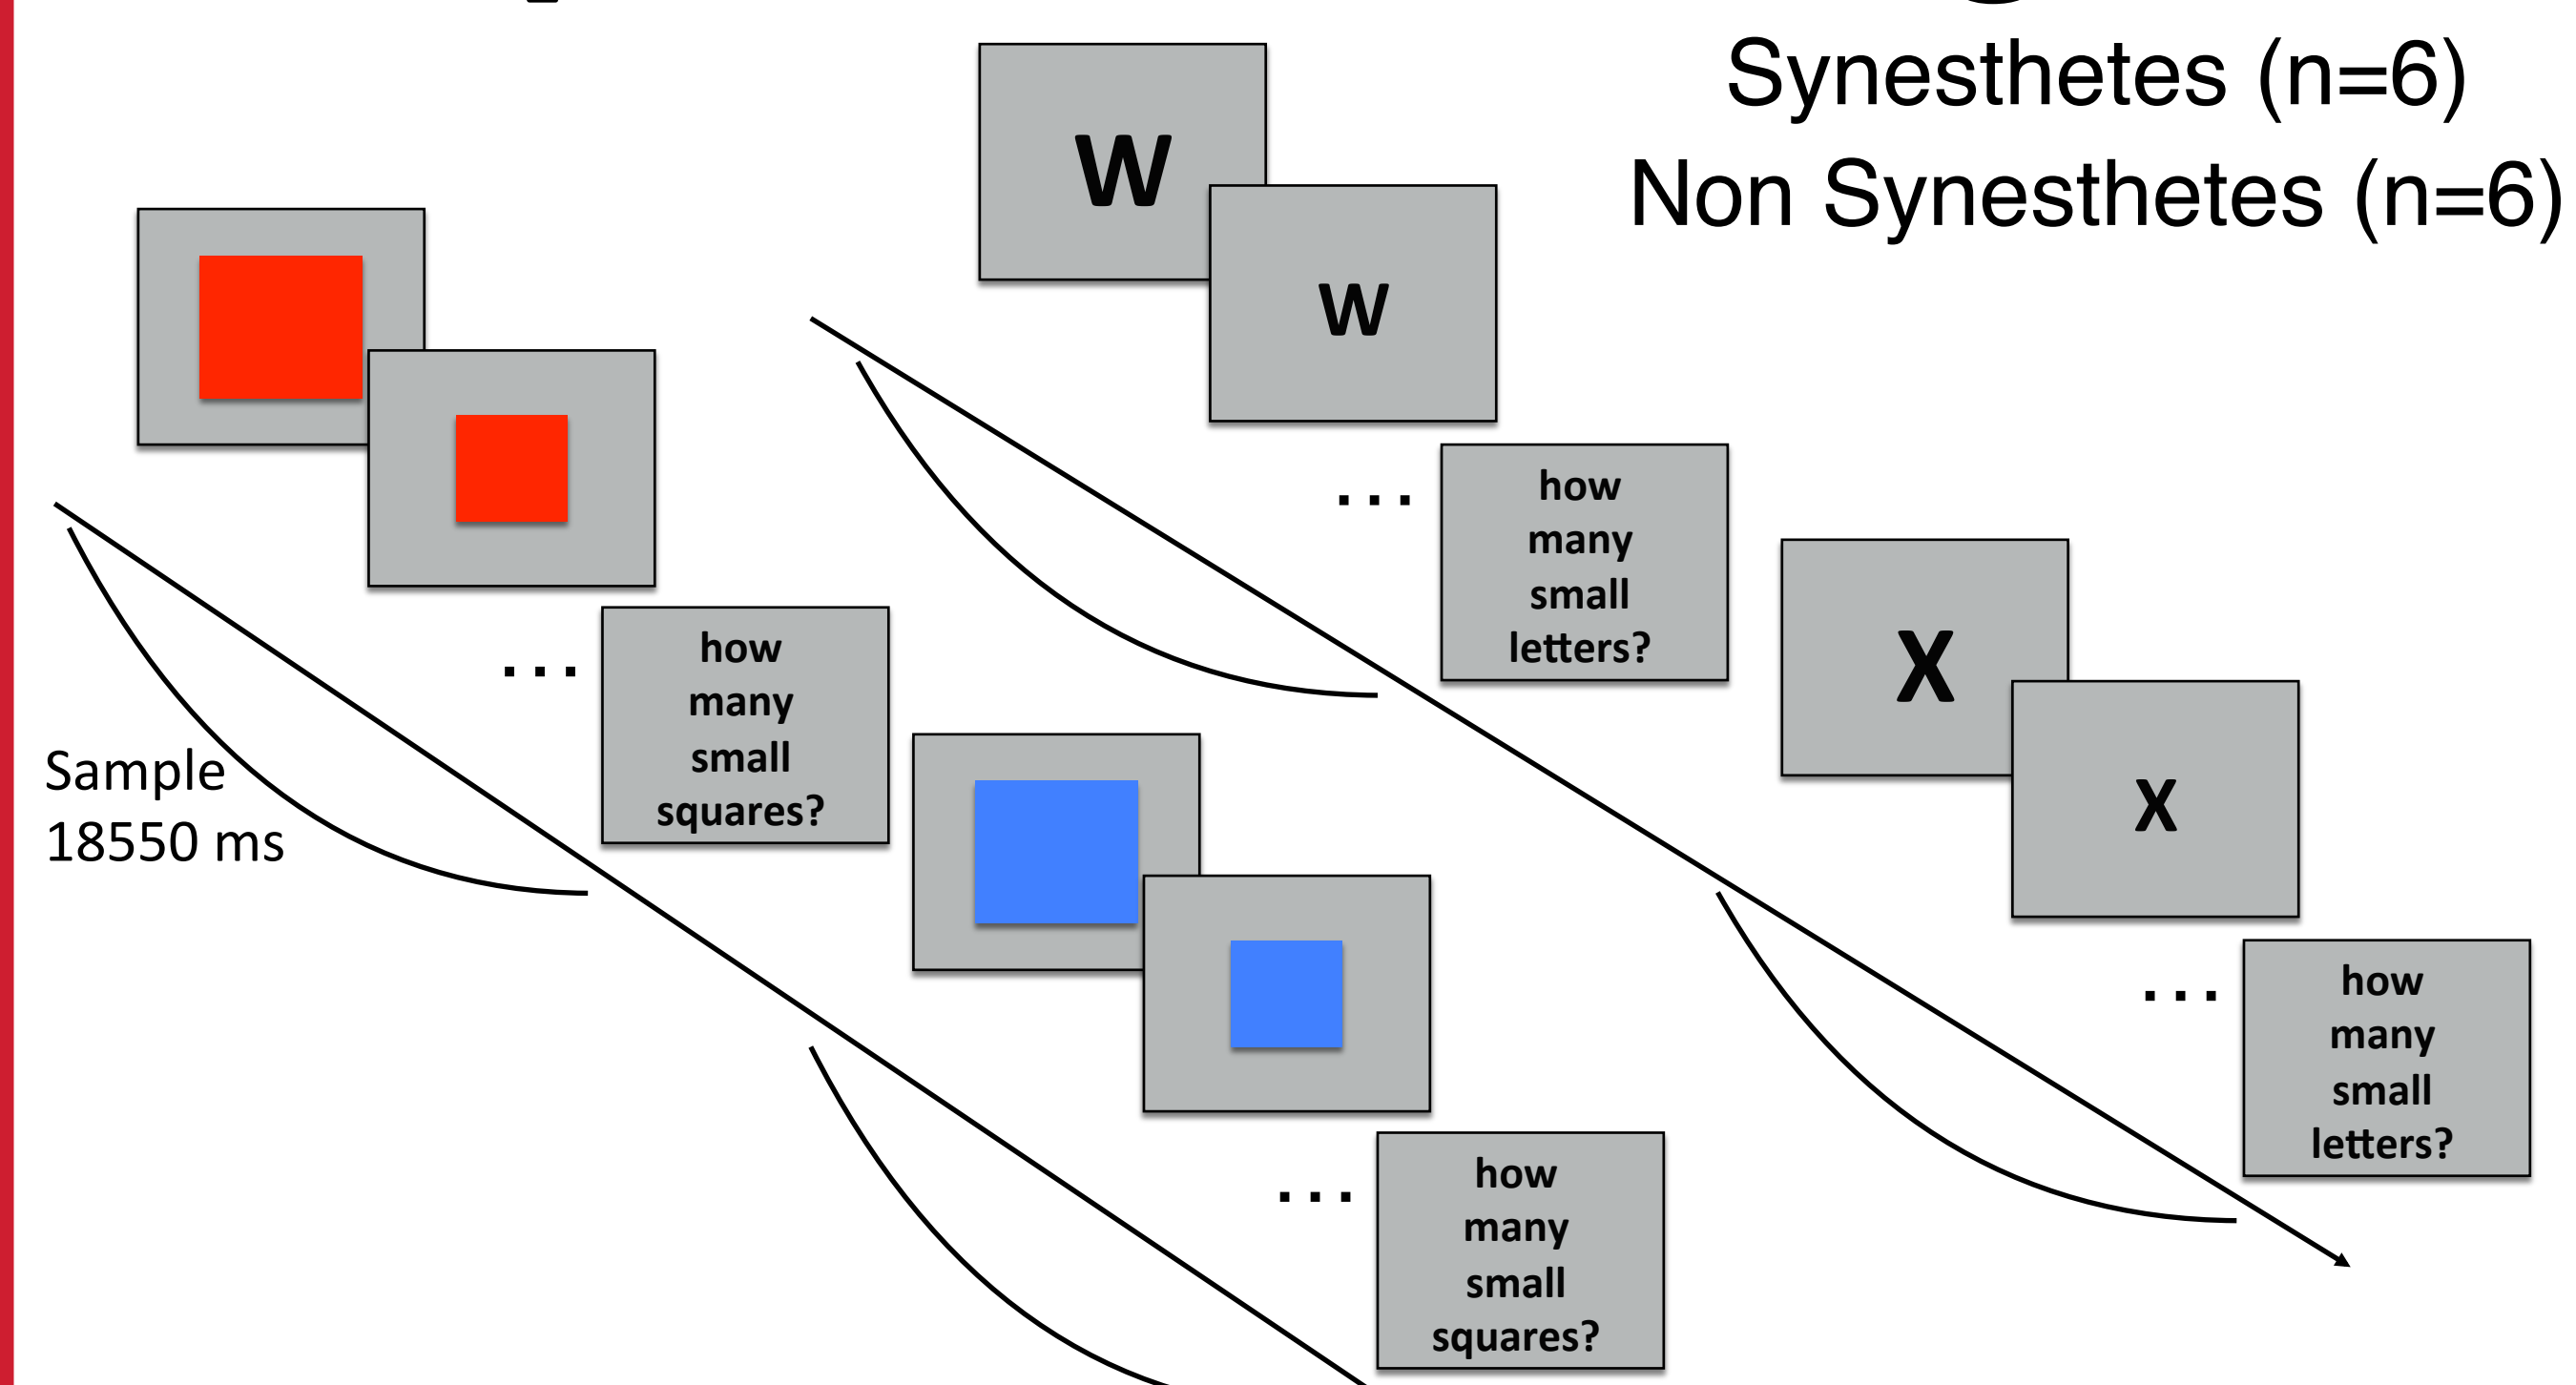 Synesthetes (n=6)
Non Synesthetes (n=6)
W
W
...
how
many
small
letters?
...
how
many
small
squares?
Sample
18550 ms
X
X
...
how
many
small
letters?
...
how
many
small
squares?